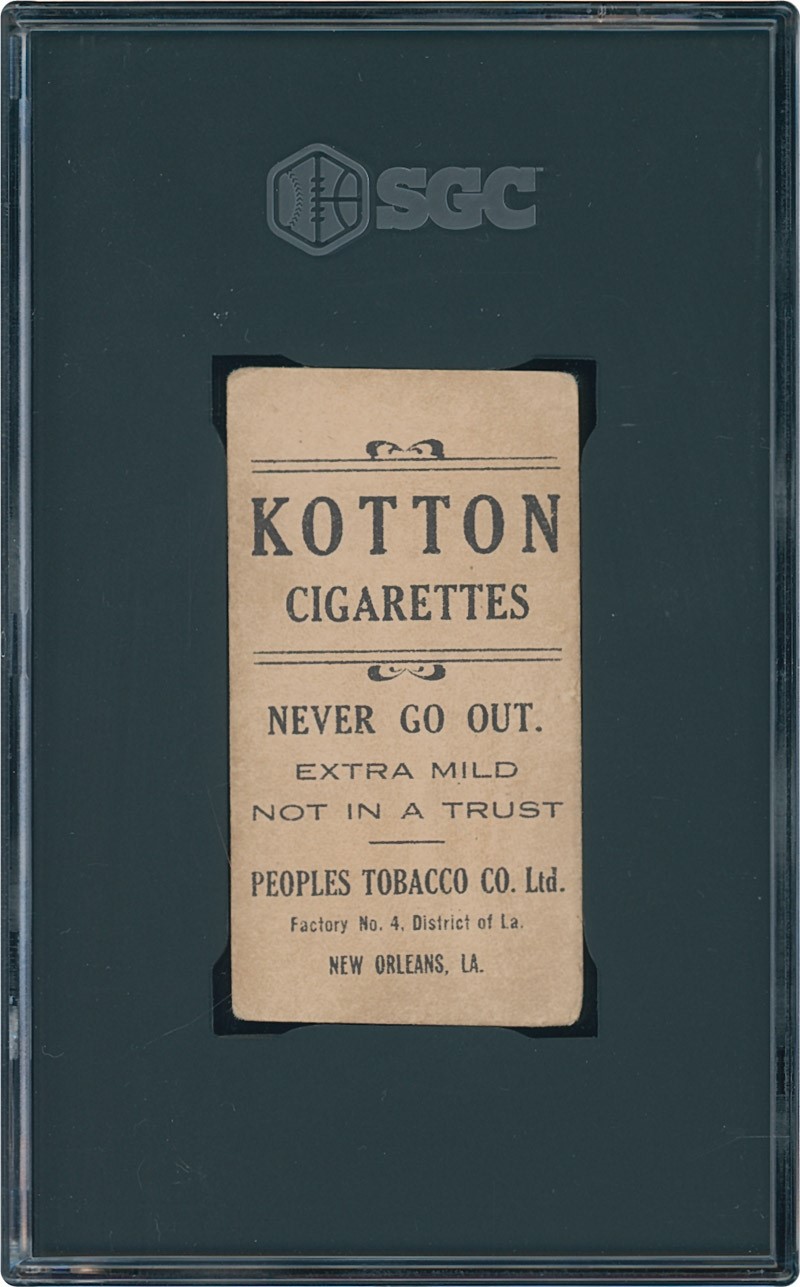 SGC
KOTTON
CIGARETTES
NEVER GO OUT.
EXTRA MILD
NOT IN A TRUST
PEOPLES TOBACCO CO. Ltd.
Factory No. 4, District of La.
NEW ORLEANS, LA.